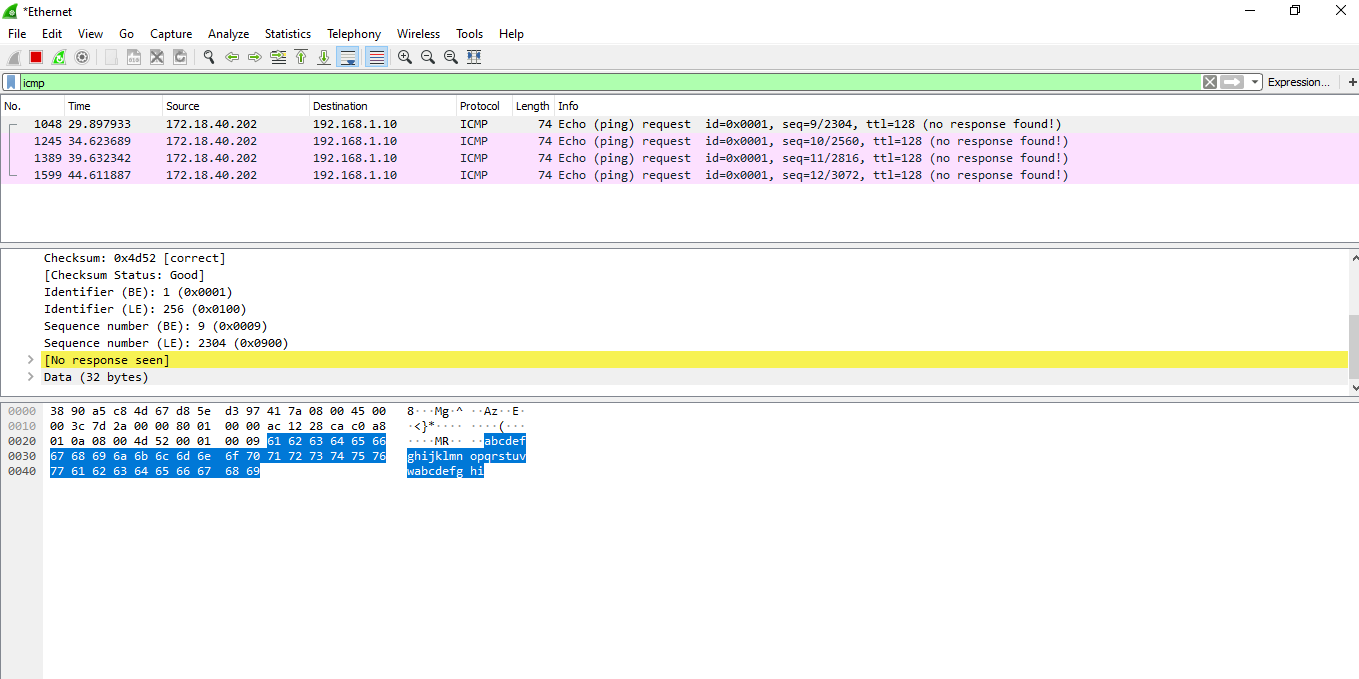 *Ethernet
File Edit View Go Capture Analyze Statistics Telephony Wireless Tools Help
icmp Expression... +
No. Time Source Destination Protocol Length Info
1048 29.897933 172.18.40.202 192.168.1.10 ICMP 74 Echo (ping) request id=0x0001, seq=9/2304, ttl=128 (no response found!)
1245 34.623689 172.18.40.202 192.168.1.10 ICMP 74 Echo (ping) request id=0x0001, seq=10/2560, ttl=128 (no response found!)
1389 39.632342 172.18.40.202 192.168.1.10 ICMP 74 Echo (ping) request id=0x0001, seq=11/2816, ttl=128 (no response found!)
1599 44.611887 172.18.40.202 192.168.1.10 ICMP 74 Echo (ping) request id=0x0001, seq=12/3072, ttl=128 (no response found!)
Checksum: 0x4d52 [correct]
[Checksum Status: Good]
Identifier (BE): 1 (0x0001)
Identifier (LE): 256 (0x0100)
Sequence number (BE): 9 (0x0009)
Sequence number (LE): 2304 (0x0900)
[No response seen]
Data (32 bytes)
0000 38 90 a5 c8 4d 67 d8 5e d3 97 41 7a 08 00 45 00 8···Mg·^ ··Az··E·
0010 00 3c 7d 2a 00 00 80 01 00 00 ac 12 28 ca c0 a8 ·<}*···· ····(···
0020 01 0a 08 00 4d 52 00 01 00 09 61 62 63 64 65 66 ····MR·· ··abcdef
0030 67 68 69 6a 6b 6c 6d 6e 6f 70 71 72 73 74 75 76 ghijklmn opqrstuv
0040 77 61 62 63 64 65 66 67 68 69 wabcdefg hi